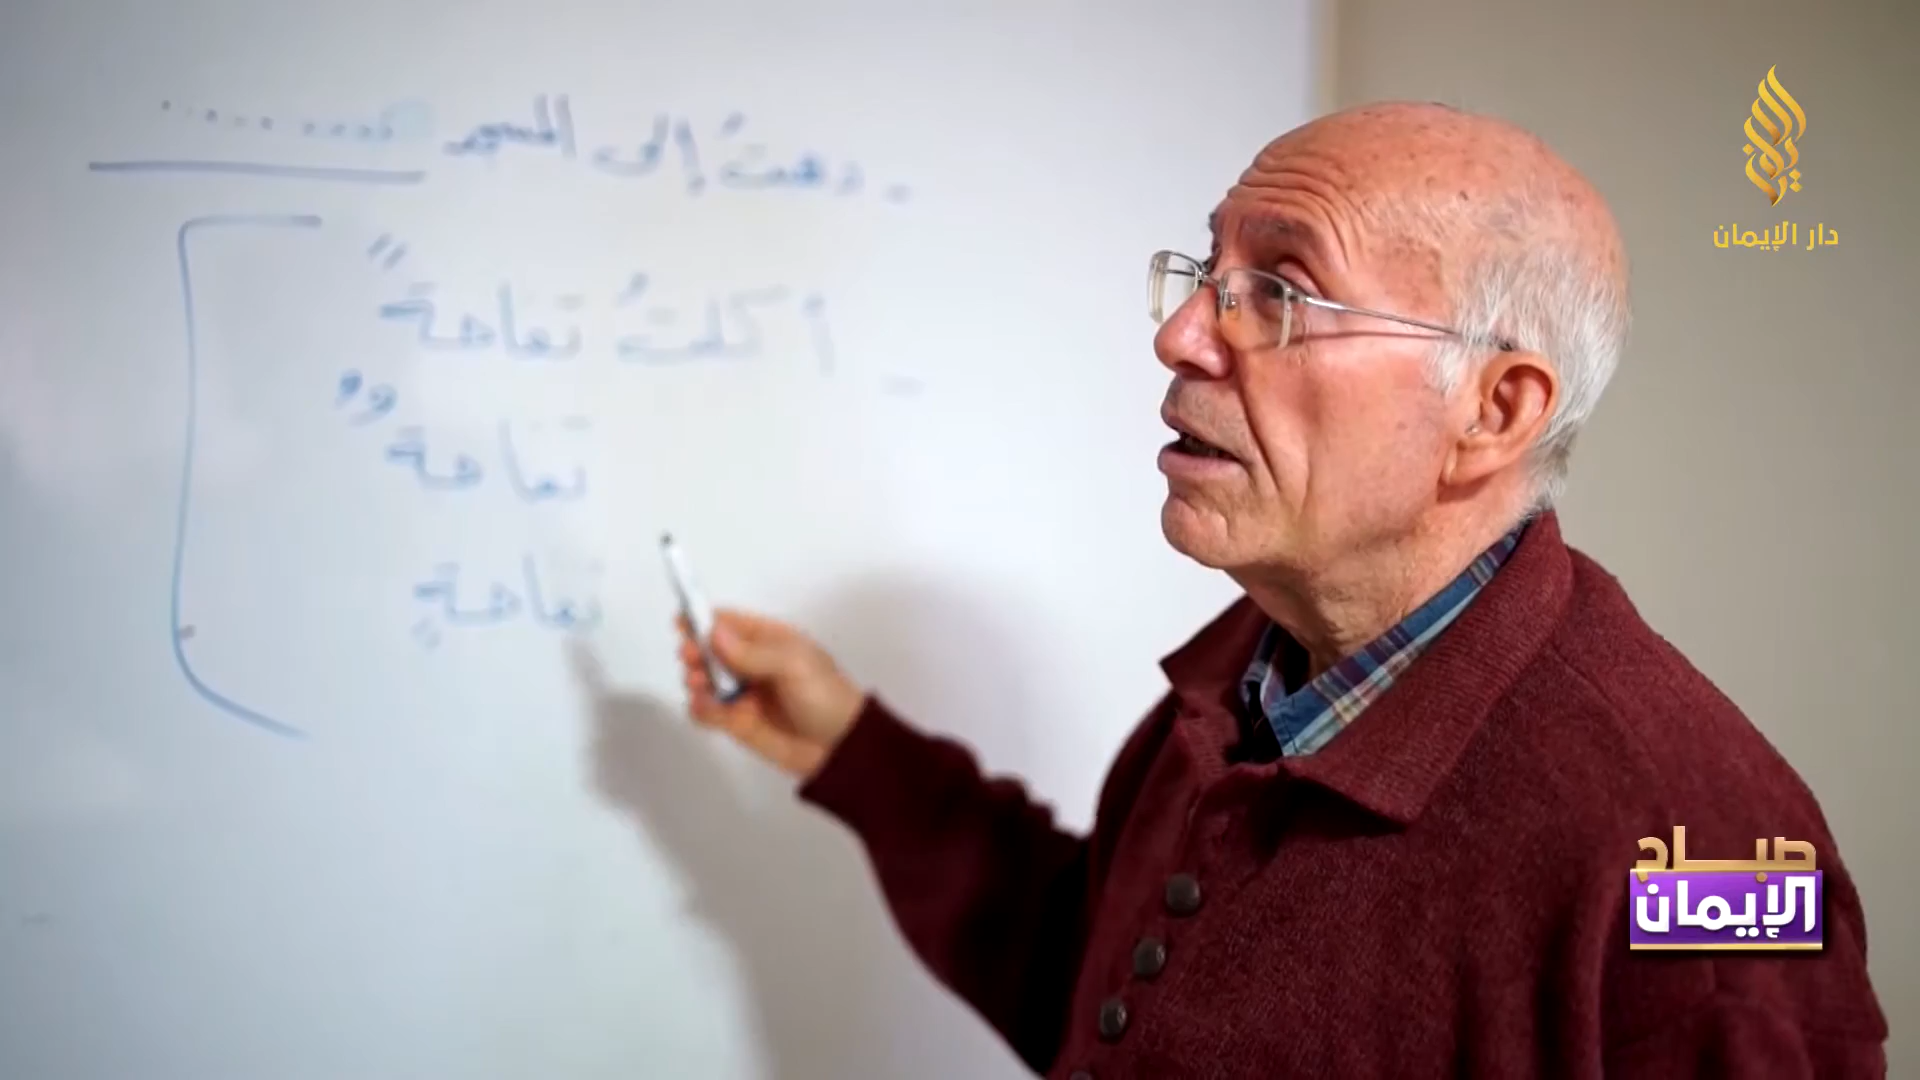 - ذهبتُ إلى المسجد ..........
- أكلتُ تفاحةً
تفاحةٌ
تفاحةٍ
دار الإيمان
صباح
الإيمان